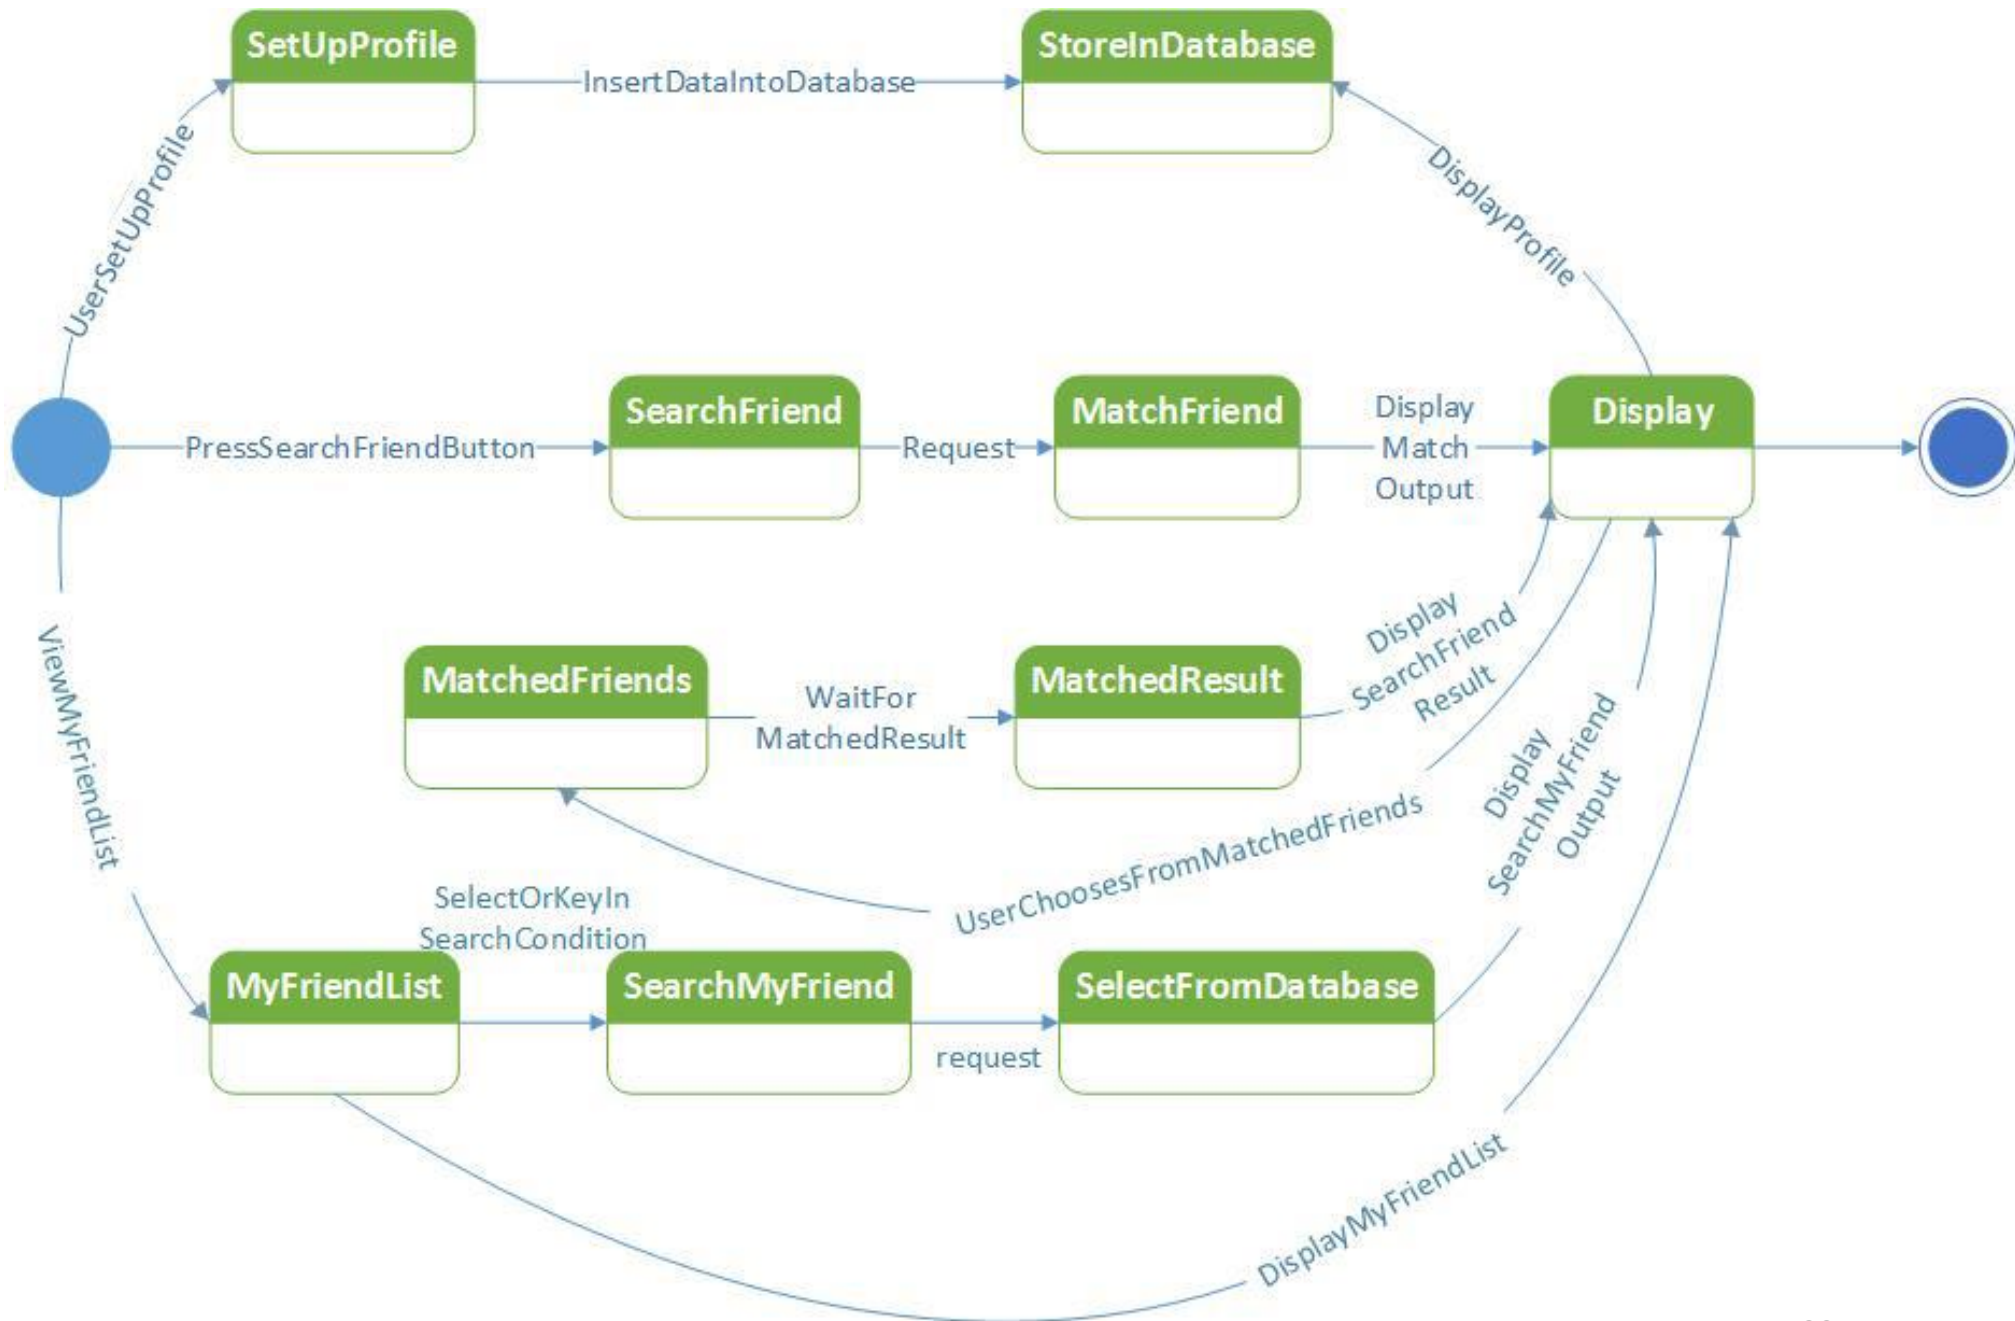 SetUpProfile
StoreInDatabase
InsertDataIntoDatabase
UserSetUpProfile
DisplayProfile
SearchFriend
MatchFriend
Display
Match
Output
Display
PressSearchFriendButton
Request
ViewMyFriendList
MatchedFriends
WaitFor
MatchedResult
MatchedResult
Display
SearchFriend
Result
UserChoosesFromMatchedFriends
Display
SearchMyFriend
Output
SelectOrKeyIn
SearchCondition
MyFriendList
SearchMyFriend
SelectFromDatabase
request
DisplayMyFriendList